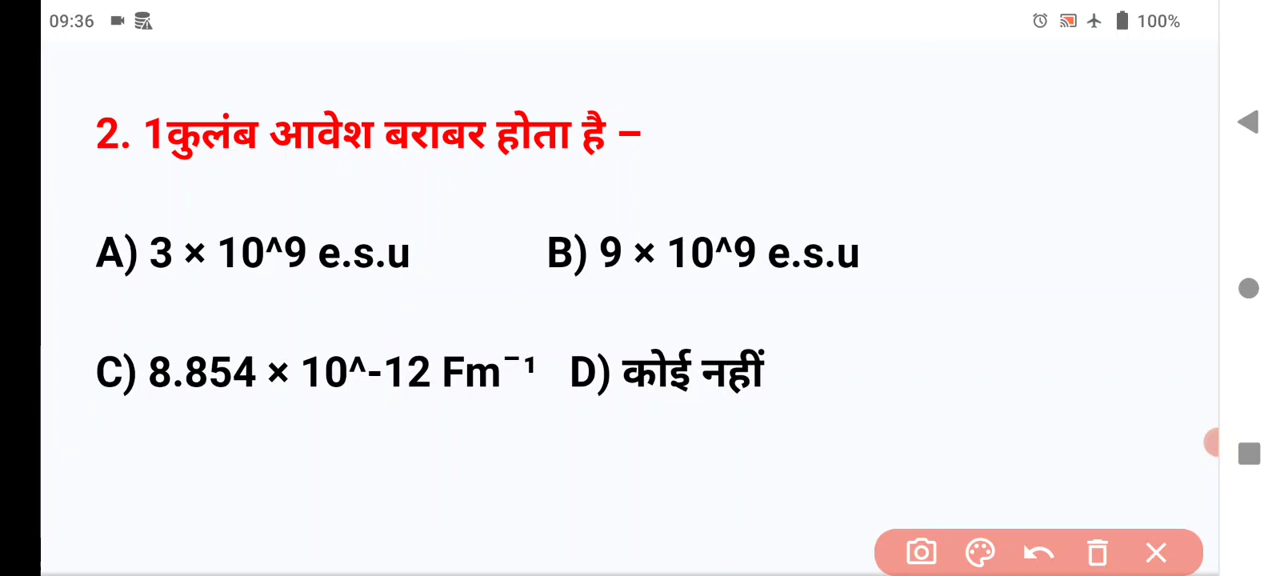 09:36 100%
2. 1कुलंब आवेश बराबर होता है –
A) 3 × 10^9 e.s.u B) 9 × 10^9 e.s.u
C) 8.854 × 10^-12 Fm⁻¹ D) कोई नहीं